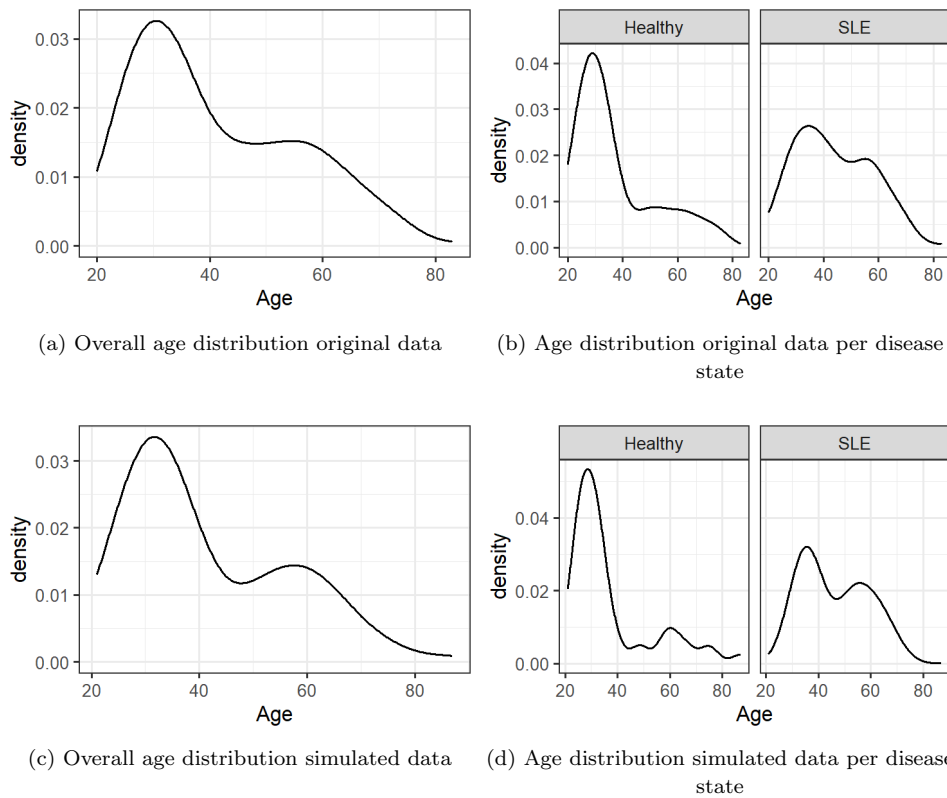 0.03
0.02
0.01
0.00
density
20 40 60 80
Age
(a) Overall age distribution original data
Healthy SLE
0.04
0.03
0.02
0.01
0.00
density
20 40 60 80 20 40 60 80
Age
(b) Age distribution original data per disease
state
0.03
0.02
0.01
0.00
density
20 40 60 80
Age
(c) Overall age distribution simulated data
Healthy SLE
0.04
0.02
0.00
density
20 40 60 80 20 40 60 80
Age
(d) Age distribution simulated data per disease
state